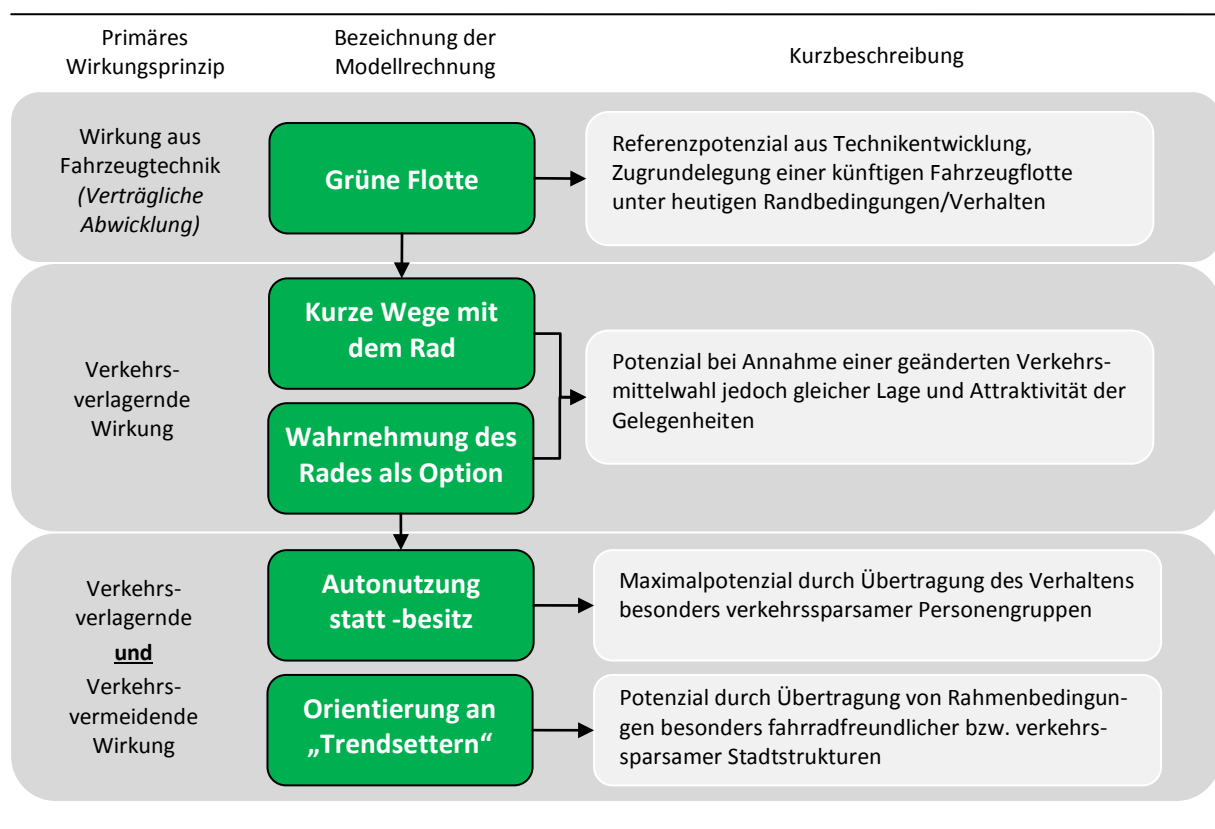 Primäres
Wirkungsprinzip
Bezeichnung der
Modellrechnung
Kurzbeschreibung
Wirkung aus
Fahrzeugtechnik
(Verträgliche
Abwicklung)
Grüne Flotte
Referenzpotenzial aus Technikentwicklung,
Zugrundelegung einer künftigen Fahrzeugflotte
unter heutigen Randbedingungen/Verhalten
Verkehrs-
verlagernde
Wirkung
Kurze Wege mit
dem Rad
Wahrnehmung des
Rades als Option
Potenzial bei Annahme einer geänderten Verkehrs-
mittelwahl jedoch gleicher Lage und Attraktivität der
Gelegenheiten
Verkehrs-
verlagernde
und
Verkehrs-
vermeidende
Wirkung
Autonutzung
statt -besitz
Maximalpotenzial durch Übertragung des Verhaltens
besonders verkehrssparsamer Personengruppen
Orientierung an
„Trendsettern“
Potenzial durch Übertragung von Rahmenbedingun-
gen besonders fahrradfreundlicher bzw. verkehrs-
sparsamer Stadtstrukturen